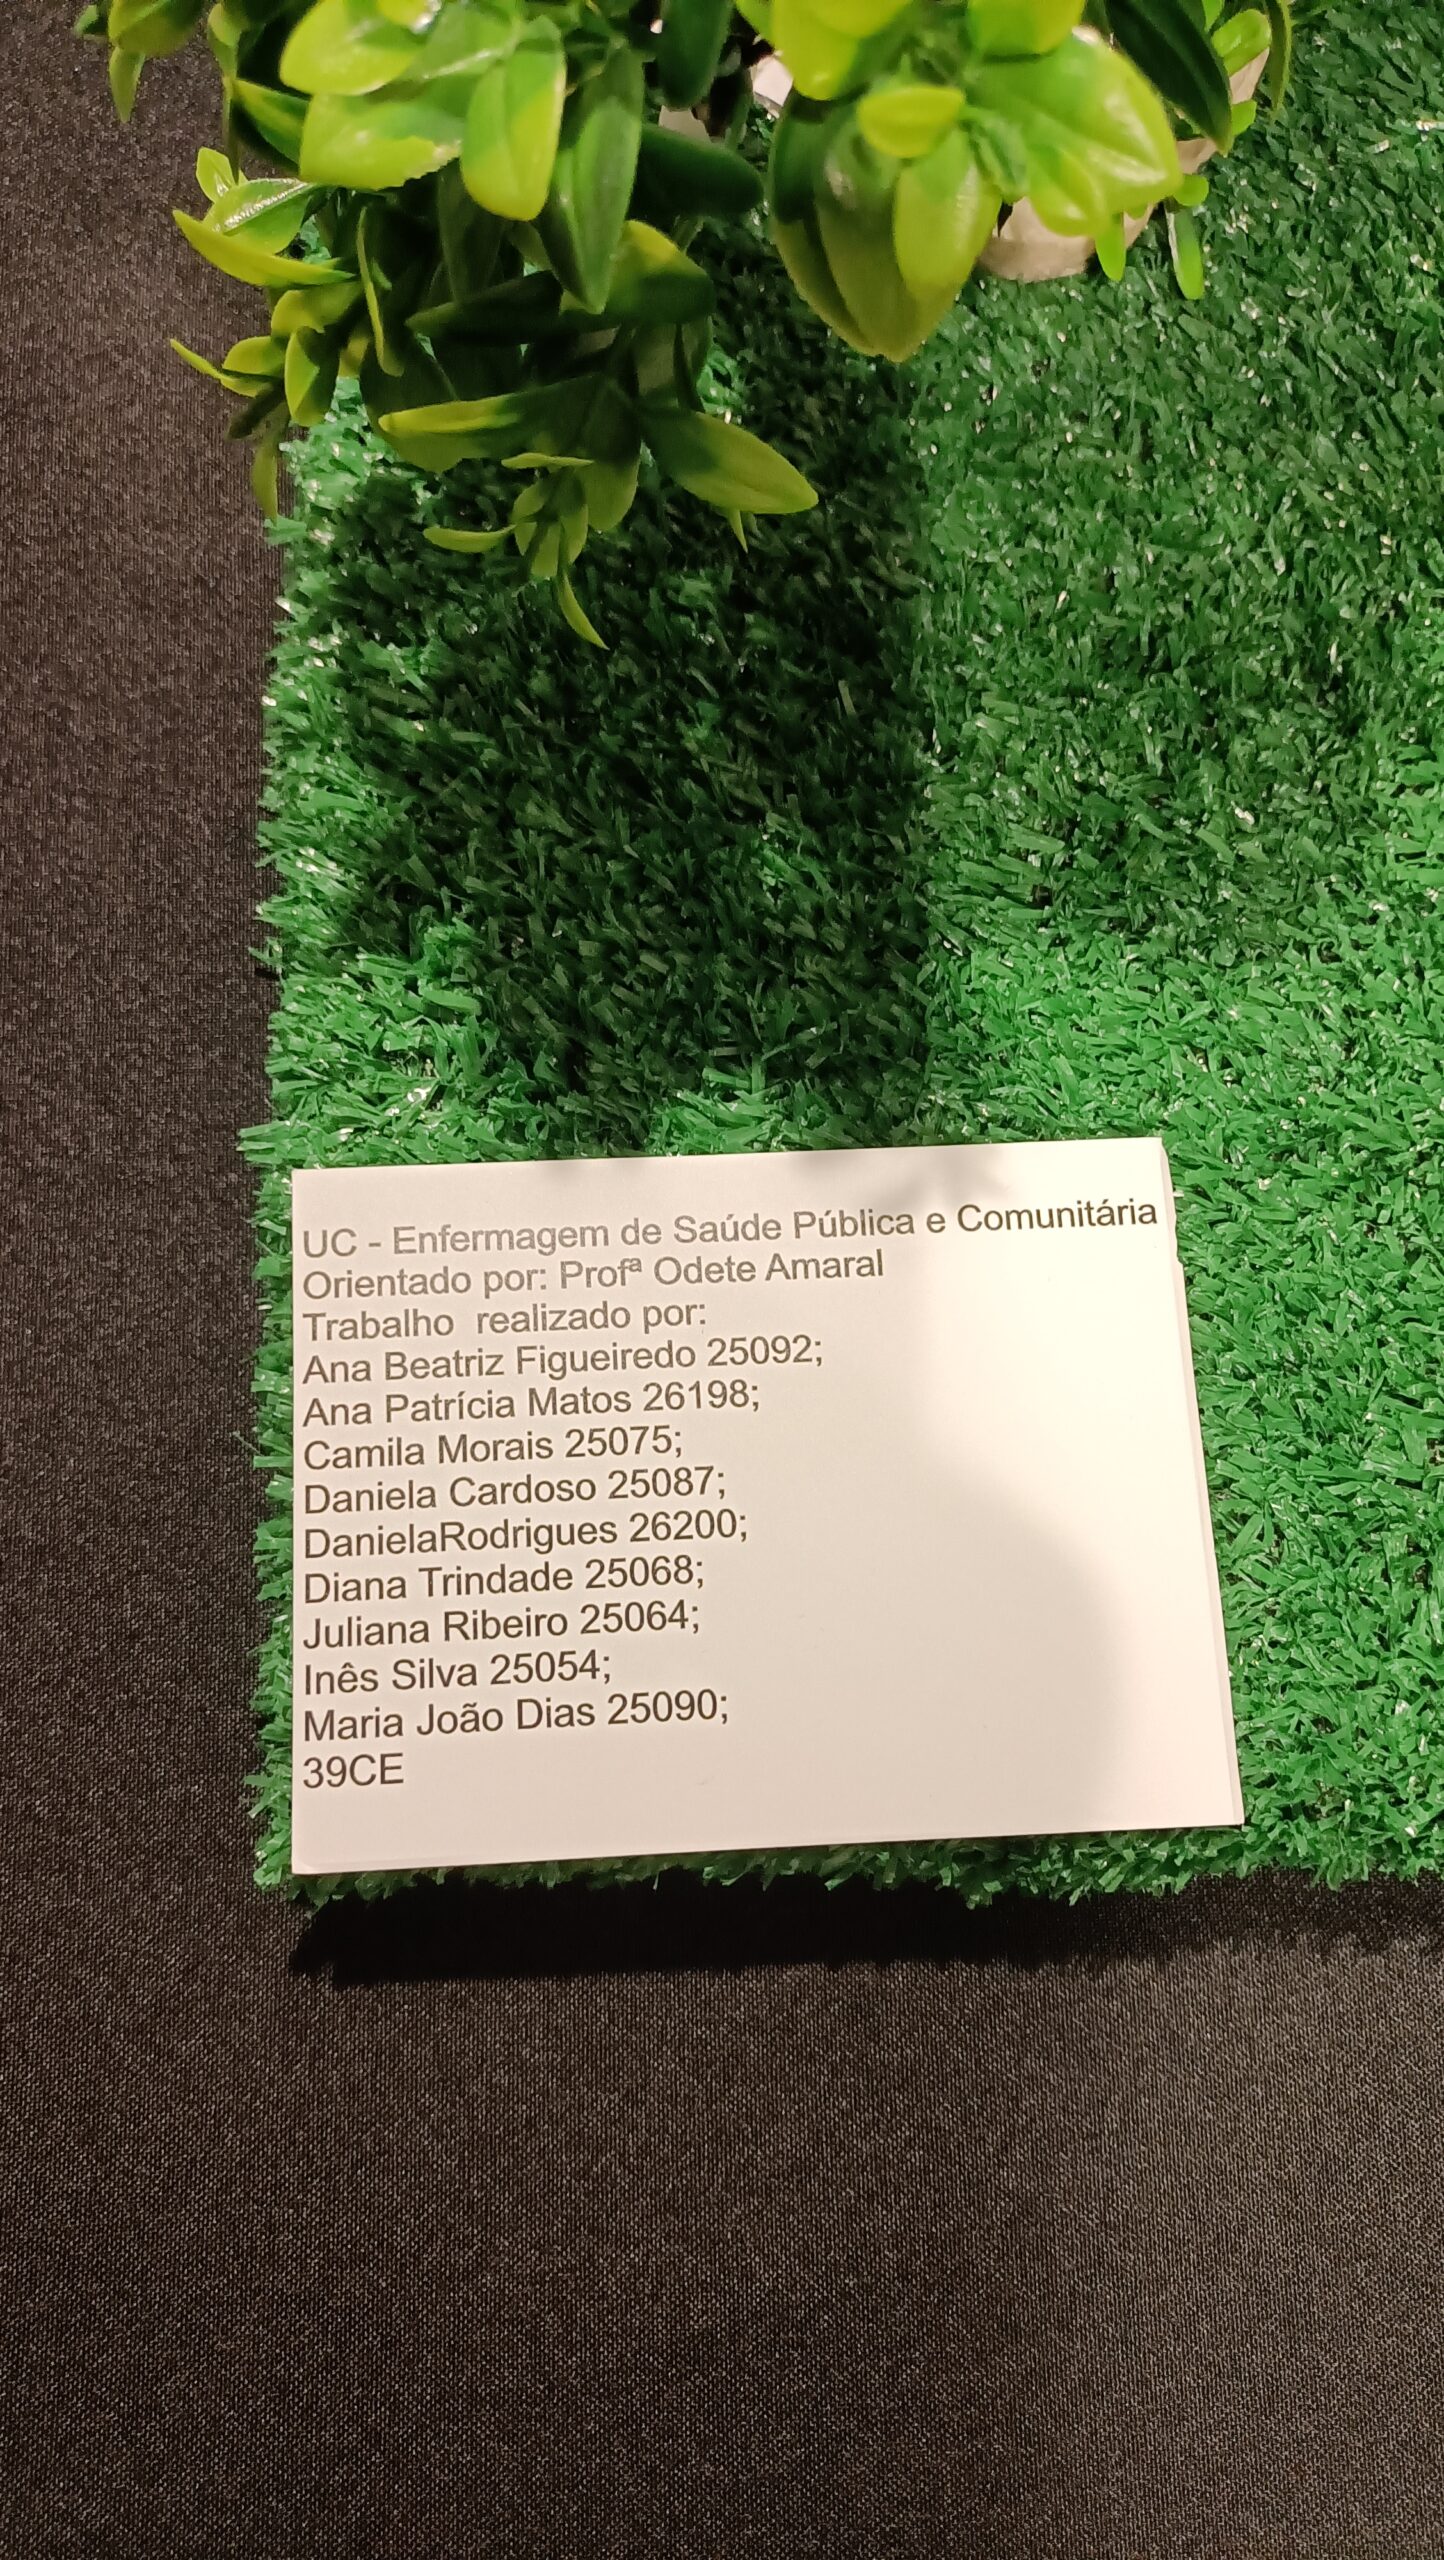 UC - Enfermagem de Saúde Pública e Comunitária
Orientado por: Profª Odete Amaral
Trabalho realizado por:
Ana Beatriz Figueiredo 25092;
Ana Patrícia Matos 26198;
Camila Morais 25075;
Daniela Cardoso 25087;
DanielaRodrigues 26200;
Diana Trindade 25068;
Juliana Ribeiro 25064;
Inês Silva 25054;
Maria João Dias 25090;
39CE